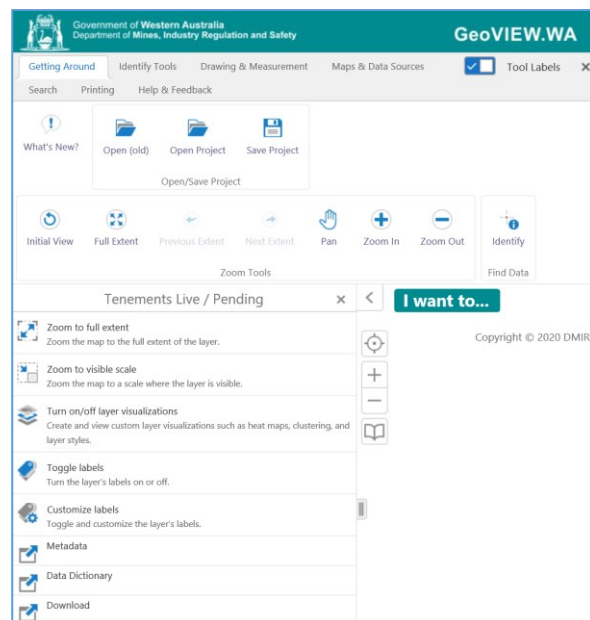 Government of Western Australia
Department of Mines, Industry Regulation and Safety
GeoVIEW.WA
Getting Around
Identify Tools
Drawing & Measurement
Maps & Data Sources
Tool Labels
Search
Printing
Help & Feedback
What's New?
Open (old)
Open Project
Save Project
Open/Save Project
Initial View
Full Extent
Previous Extent
Next Extent
Pan
Zoom In
Zoom Out
Identify
Zoom Tools
Find Data
Tenements Live / Pending
I want to...
Copyright © 2020 DMIR
Zoom to full extent
Zoom the map to the full extent of the layer.
Zoom to visible scale
Zoom the map to a scale where the layer is visible.
Turn on/off layer visualizations
Create and view custom layer visualizations such as heat maps, clustering, and
layer styles.
Toggle labels
Turn the layer's labels on or off.
Customize labels
Toggle and customize the layer's labels.
Metadata
Data Dictionary
Download